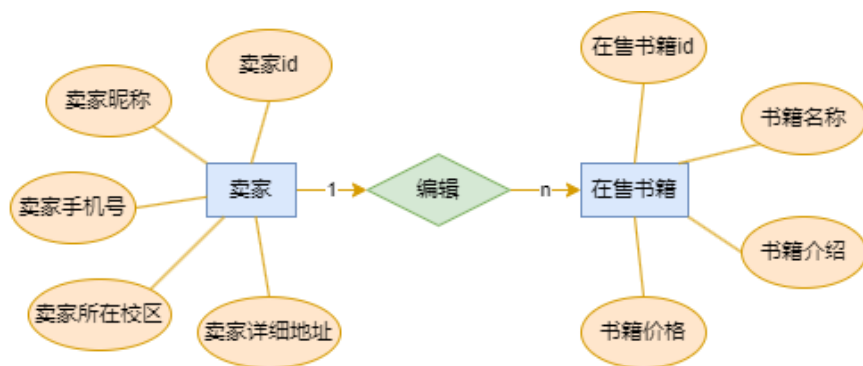 卖家id
在售书籍id
卖家昵称
书籍名称
卖家
1
编辑
n
在售书籍
卖家手机号
书籍介绍
卖家所在校区
卖家详细地址
书籍价格